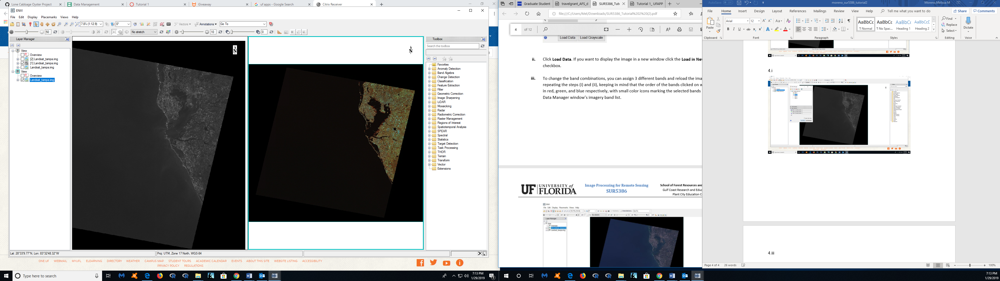 Lone Cabbage Oyster Project
Data Management
Tutorial 1
Giveaway
uf apps - Google Search
Citrix Receiver
ENVI
File Edit Display Placemarks Views Help
7.8% (1:12.9) 0° Vectors Annotations Go To
50 20 No stretch 10 0
Layer Manager
View
Overview
[2] Landsat_tampa.img
[1] Landsat_tampa.img
Landsat_tampa.img
View
Overview
Landsat_tampa.img
N
N
Toolbox
Search the toolbox
Favorites
Anomaly Detection
Band Algebra
Change Detection
Classification
Feature Extraction
Filter
Geometric Correction
Image Sharpening
LiDAR
Mosaicking
Radar
Radiometric Correction
Raster Management
Regions of Interest
Spatiotemporal Analysis
SPEAR
Spectral
Statistics
Target Detection
Task Processing
THOR
Terrain
Transform
Vector
Extensions
Lat: 28°33'9.77"N, Lon: 83°32'48.32"W
Proj: UTM, Zone 17 North, WGS-84
ONE UF WEBMAIL MYUFL ELEARNING DIRECTORY WEATHER CAMPUS MAP STUDENT TOURS ACADEMIC CALENDAR EVENTS ABOUT THIS SITE WEBSITE LISTING ACCESSIBILITY
PRIVACY POLICY REGULATIONS
Type here to search
7:13 PM
1/29/2019
Graduate Student
travelgrant_AFS_d
SUR5386_Tut
Tutorial 1_ UFAPP
file:///C:/Users/Mel/Downloads/SUR5386_Tutorial%202%20(2).pdf
4 of 12
Load Data Load Grayscale
ii. Click Load Data. If you want to display the image in a new window click the Load in Nev
checkbox.
iii. To change the band combinations, you can assign 3 different bands and reload the ima
repeating the steps (i) and (ii), keeping in mind that the order of the bands clicked on w
in red, green, and blue respectively, with small color icons marking the selected bands
Data Manager window's imagery band list.
UF UNIVERSITY of
FLORIDA
Image Processing for Remote Sensing
SUR5386
School of Forest Resources and
Gulf Coast Research and Educ
Plant City Education C
ENVI
File Edit Display Placemarks Views Help
Layer Manager
View
Overview
Landsat_tampa.img
7:13 PM
1/29/2019
AutoSave Off
moreno_sur5386_tutorial2
Moreno,Melissa M
File Home Insert Design Layout References Mailings Review View Help Tell me what you want to do Share Comments
Paste
Arial 12
AaBbCc AaBbCc AaBbCc AaBbCcE
¶ Normal ¶ No Spac... Heading 1 Heading 2
Find
Replace
Select
Dictate
Clipboard Font Paragraph Styles Editing Voice
4.i
4.iii
Page 4 of 4 26 words
100%
7:13 PM
1/29/2019